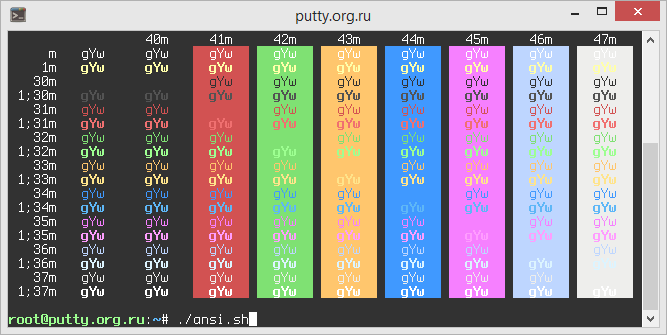 40m 41m 42m 43m 44m 45m 46m 47m
m gYw gYw gYw gYw gYw gYw gYw gYw gYw
1m gYw gYw gYw gYw gYw gYw gYw gYw gYw
30m gYw gYw gYw gYw gYw gYw gYw
1;30m gYw gYw gYw gYw gYw gYw gYw gYw gYw
31m gYw gYw gYw gYw gYw gYw gYw gYw
1;31m gYw gYw gYw gYw gYw gYw gYw gYw gYw
32m gYw gYw gYw gYw gYw gYw gYw gYw
1;32m gYw gYw gYw gYw gYw gYw gYw gYw gYw
33m gYw gYw gYw gYw gYw gYw gYw gYw
1;33m gYw gYw gYw gYw gYw gYw gYw gYw gYw
34m gYw gYw gYw gYw gYw gYw gYw gYw
1;34m gYw gYw gYw gYw gYw gYw gYw gYw gYw
35m gYw gYw gYw gYw gYw gYw gYw gYw
1;35m gYw gYw gYw gYw gYw gYw gYw gYw gYw
36m gYw gYw gYw gYw gYw gYw gYw gYw
1;36m gYw gYw gYw gYw gYw gYw gYw gYw gYw
37m gYw gYw gYw gYw gYw gYw gYw gYw
1;37m gYw gYw gYw gYw gYw gYw gYw gYw gYw
root@putty.org.ru:~# ./ansi.sh
putty.org.ru